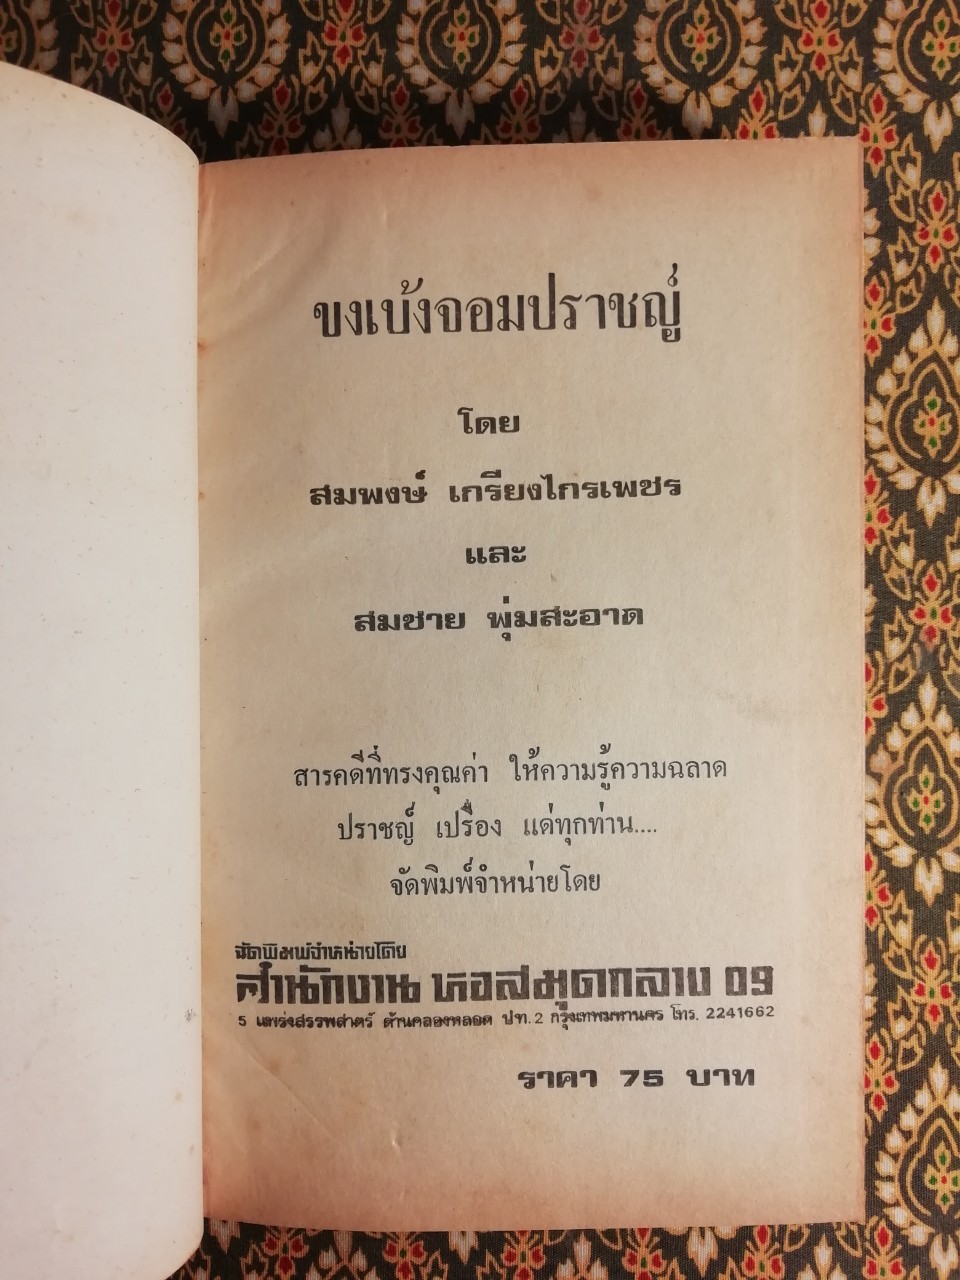 ขงเบ้งจอมปราชญ์
โดย
สมพงษ์ เกรียงไกรเพชร
และ
สมชาย พุ่มสะอาด
สารคดีที่ทรงคุณค่า ให้ความรู้ความฉลาด
ปราชญ์ เปรื่อง แด่ทุกท่าน....
จัดพิมพ์จำหน่ายโดย
จัดพิมพ์จำหน่ายโดย
สำนักงาน หอสมุดกลาง 09
5 แพร่งสรรพศาตร์ ด้านคลองหลอด ปท.2 กรุงเทพมหานคร โทร. 2241662
ราคา 75 บาท